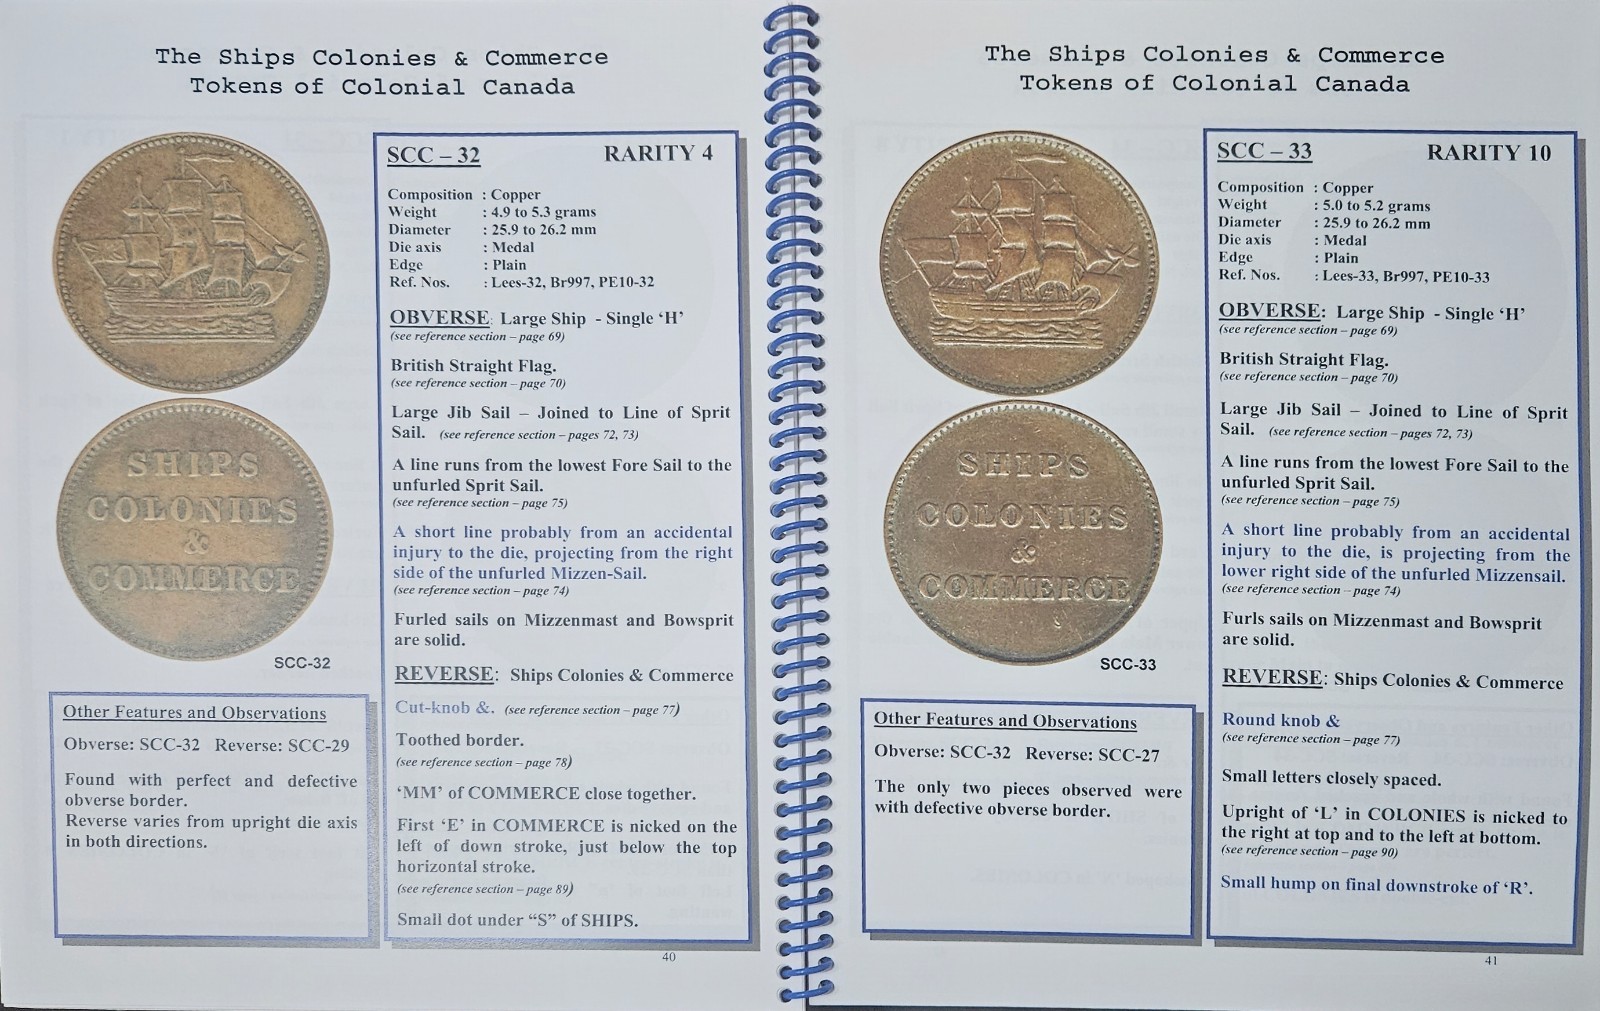 The Ships Colonies & Commerce
Tokens of Colonial Canada
SHIPS
COLONIES
&
COMMERCE
SCC-32
SCC – 32 RARITY 4
Composition : Copper
Weight : 4.9 to 5.3 grams
Diameter : 25.9 to 26.2 mm
Die axis : Medal
Edge : Plain
Ref. Nos. : Lees-32, Br997, PE10-32
OBVERSE: Large Ship - Single ‘H’
(see reference section – page 69)
British Straight Flag.
(see reference section – page 70)
Large Jib Sail – Joined to Line of Sprit
Sail. (see reference section – pages 72, 73)
A line runs from the lowest Fore Sail to the
unfurled Sprit Sail.
(see reference section – page 75)
A short line probably from an accidental
injury to the die, projecting from the right
side of the unfurled Mizzen-Sail.
(see reference section – page 74)
Furled sails on Mizzenmast and Bowsprit
are solid.
REVERSE: Ships Colonies & Commerce
Cut-knob &. (see reference section – page 77)
Toothed border.
(see reference section – page 78)
‘MM’ of COMMERCE close together.
First ‘E’ in COMMERCE is nicked on the
left of down stroke, just below the top
horizontal stroke.
(see reference section – page 89)
Small dot under “S” of SHIPS.
Other Features and Observations
Obverse: SCC-32 Reverse: SCC-29
Found with perfect and defective
obverse border.
Reverse varies from upright die axis
in both directions.
40
The Ships Colonies & Commerce
Tokens of Colonial Canada
SHIPS
COLONIES
&
COMMERCE
SCC-33
SCC – 33 RARITY 10
Composition : Copper
Weight : 5.0 to 5.2 grams
Diameter : 25.9 to 26.2 mm
Die axis : Medal
Edge : Plain
Ref. Nos. : Lees-33, Br997, PE10-33
OBVERSE: Large Ship - Single ‘H’
(see reference section – page 69)
British Straight Flag.
(see reference section – page 70)
Large Jib Sail – Joined to Line of Sprit
Sail. (see reference section – pages 72, 73)
A line runs from the lowest Fore Sail to the
unfurled Sprit Sail.
(see reference section – page 75)
A short line probably from an accidental
injury to the die, is projecting from the
lower right side of the unfurled Mizzensail.
(see reference section – page 74)
Furls sails on Mizzenmast and Bowsprit
are solid.
REVERSE: Ships Colonies & Commerce
Round knob &
(see reference section – page 77)
Small letters closely spaced.
Upright of ‘L’ in COLONIES is nicked to
the right at top and to the left at bottom.
(see reference section – page 90)
Small hump on final downstroke of ‘R’.
Other Features and Observations
Obverse: SCC-32 Reverse: SCC-27
The only two pieces observed were
with defective obverse border.
41